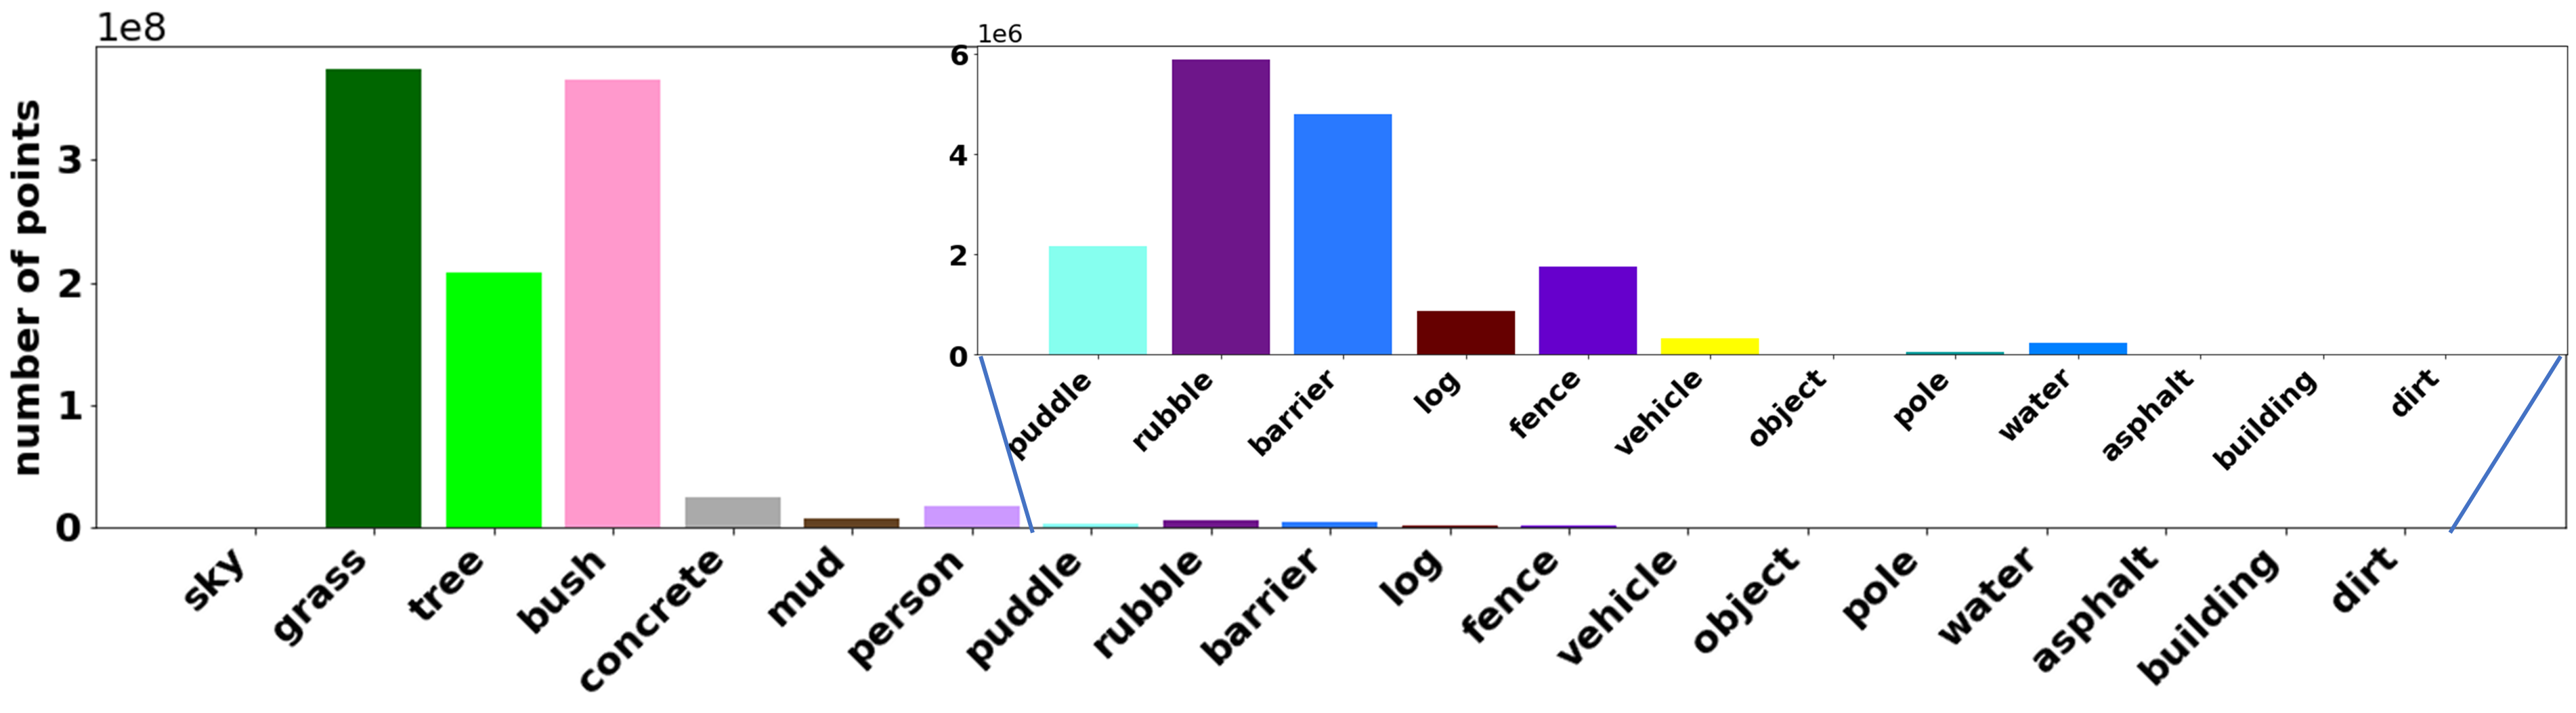 1e8
number of points
3
2
1
0
sky
grass
tree
bush
concrete
mud
person
puddle
rubble
barrier
log
fence
vehicle
object
pole
water
asphalt
building
dirt
1e6
6
4
2
0
puddle
rubble
barrier
log
fence
vehicle
object
pole
water
asphalt
building
dirt